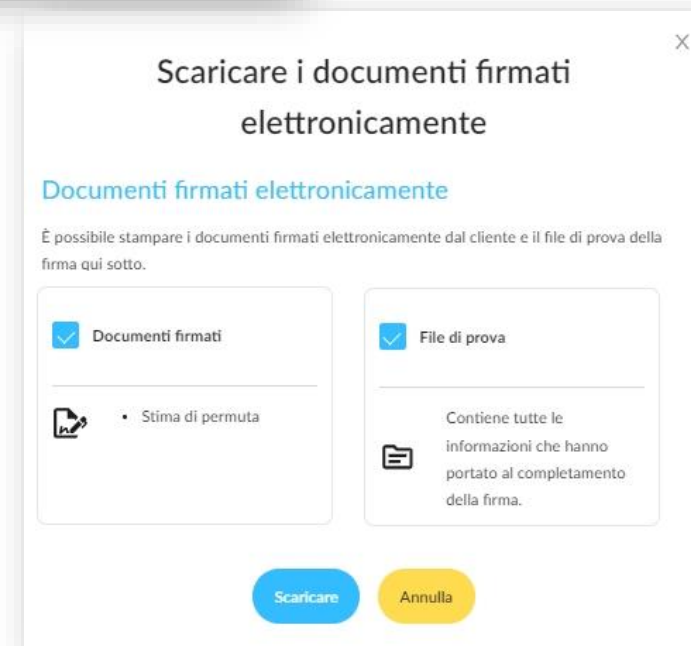 X
Scaricare i documenti firmati
elettronicamente
Documenti firmati elettronicamente
È possibile stampare i documenti firmati elettronicamente dal cliente e il file di prova della
firma qui sotto.
Documenti firmati
• Stima di permuta
File di prova
Contiene tutte le
informazioni che hanno
portato al completamento
della firma.
Scaricare
Annulla